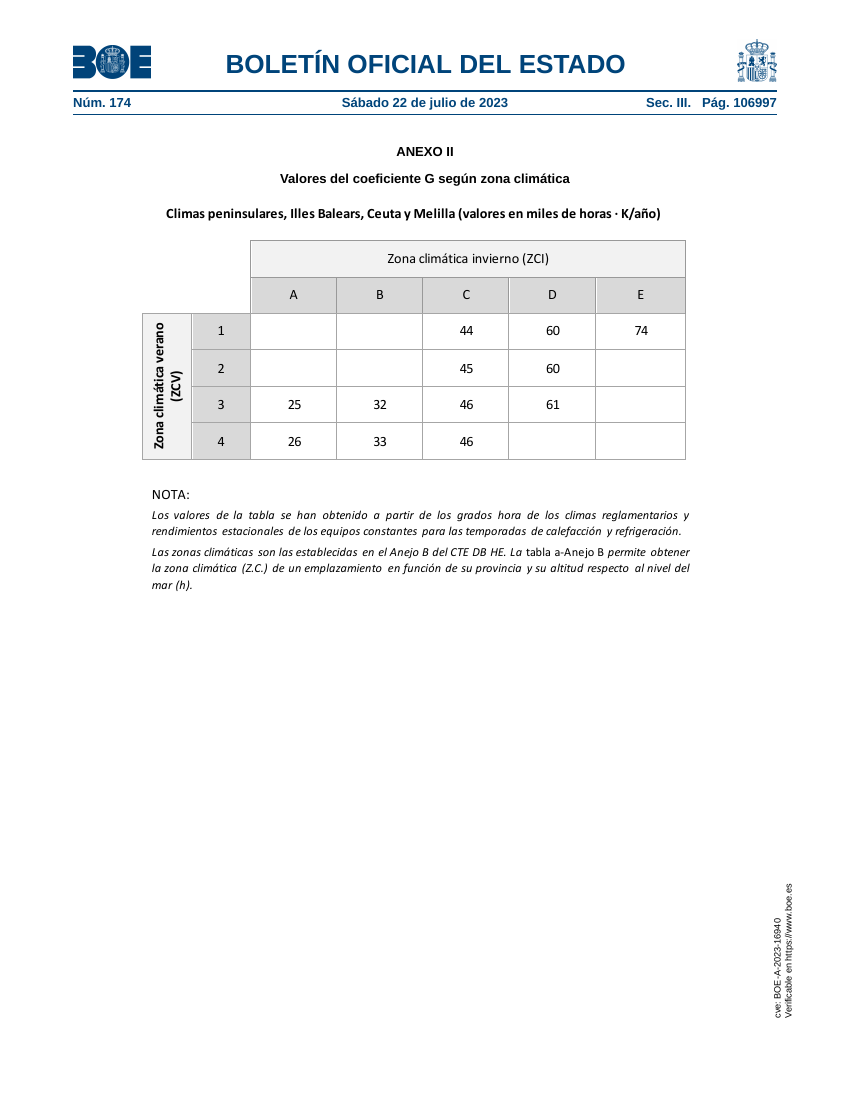 BOE
BOLETÍN OFICIAL DEL ESTADO
Núm. 174 Sábado 22 de julio de 2023 Sec. III. Pág. 106997
ANEXO II
Valores del coeficiente G según zona climática
Climas peninsulares, Illes Balears, Ceuta y Melilla (valores en miles de horas · K/año)
Zona climática invierno (ZCI)
A B C D E
Zona climática verano
(ZCV)
1 44 60 74
2 45 60
3 25 32 46 61
4 26 33 46
NOTA:
Los valores de la tabla se han obtenido a partir de los grados hora de los climas reglamentarios y
rendimientos estacionales de los equipos constantes para las temporadas de calefacción y refrigeración.
Las zonas climáticas son las establecidas en el Anejo B del CTE DB HE. La tabla a-Anejo B permite obtener
la zona climática (Z.C.) de un emplazamiento en función de su provincia y su altitud respecto al nivel del
mar (h).
cve: BOE-A-2023-16940
Verificable en https://www.boe.es